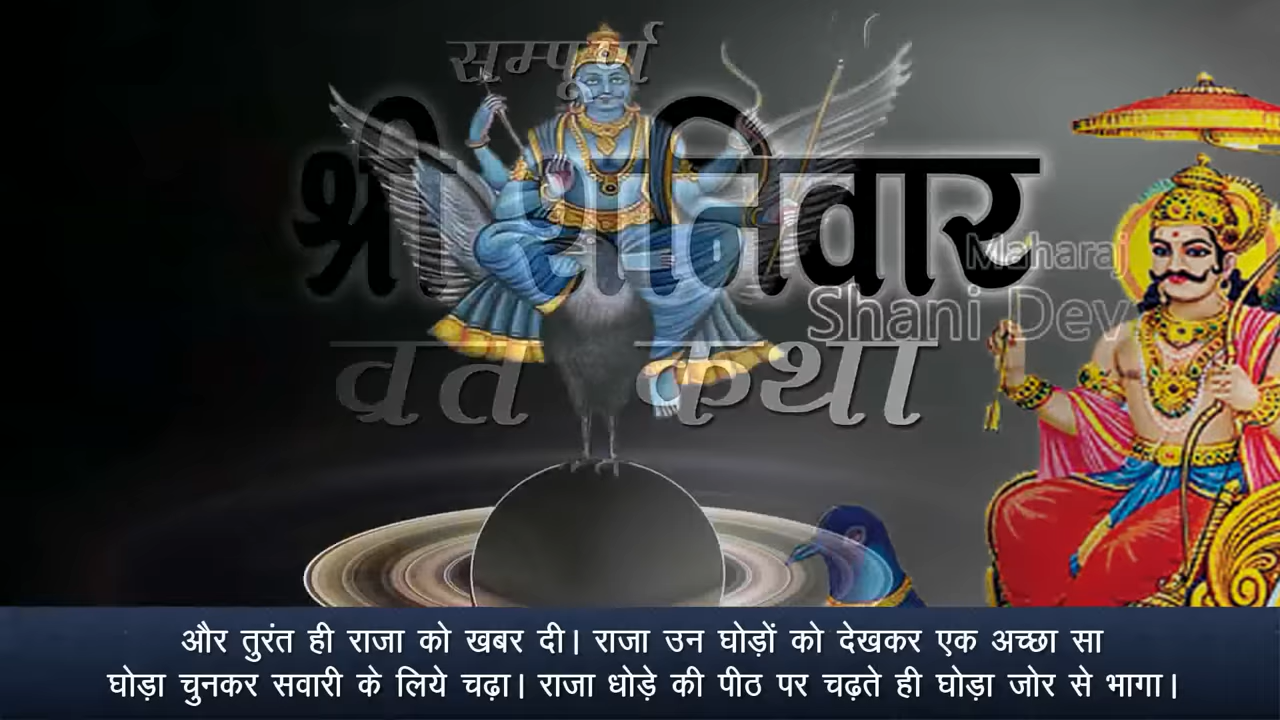 सम्पूर्ण
श्री शनिवार
Maharaj
Shani Dev
व्रत कथा
और तुरंत ही राजा को खबर दी। राजा उन घोड़ों को देखकर एक अच्छा सा
घोड़ा चुनकर सवारी के लिये चढ़ा। राजा धोड़े की पीठ पर चढ़ते ही घोड़ा जोर से भागा।